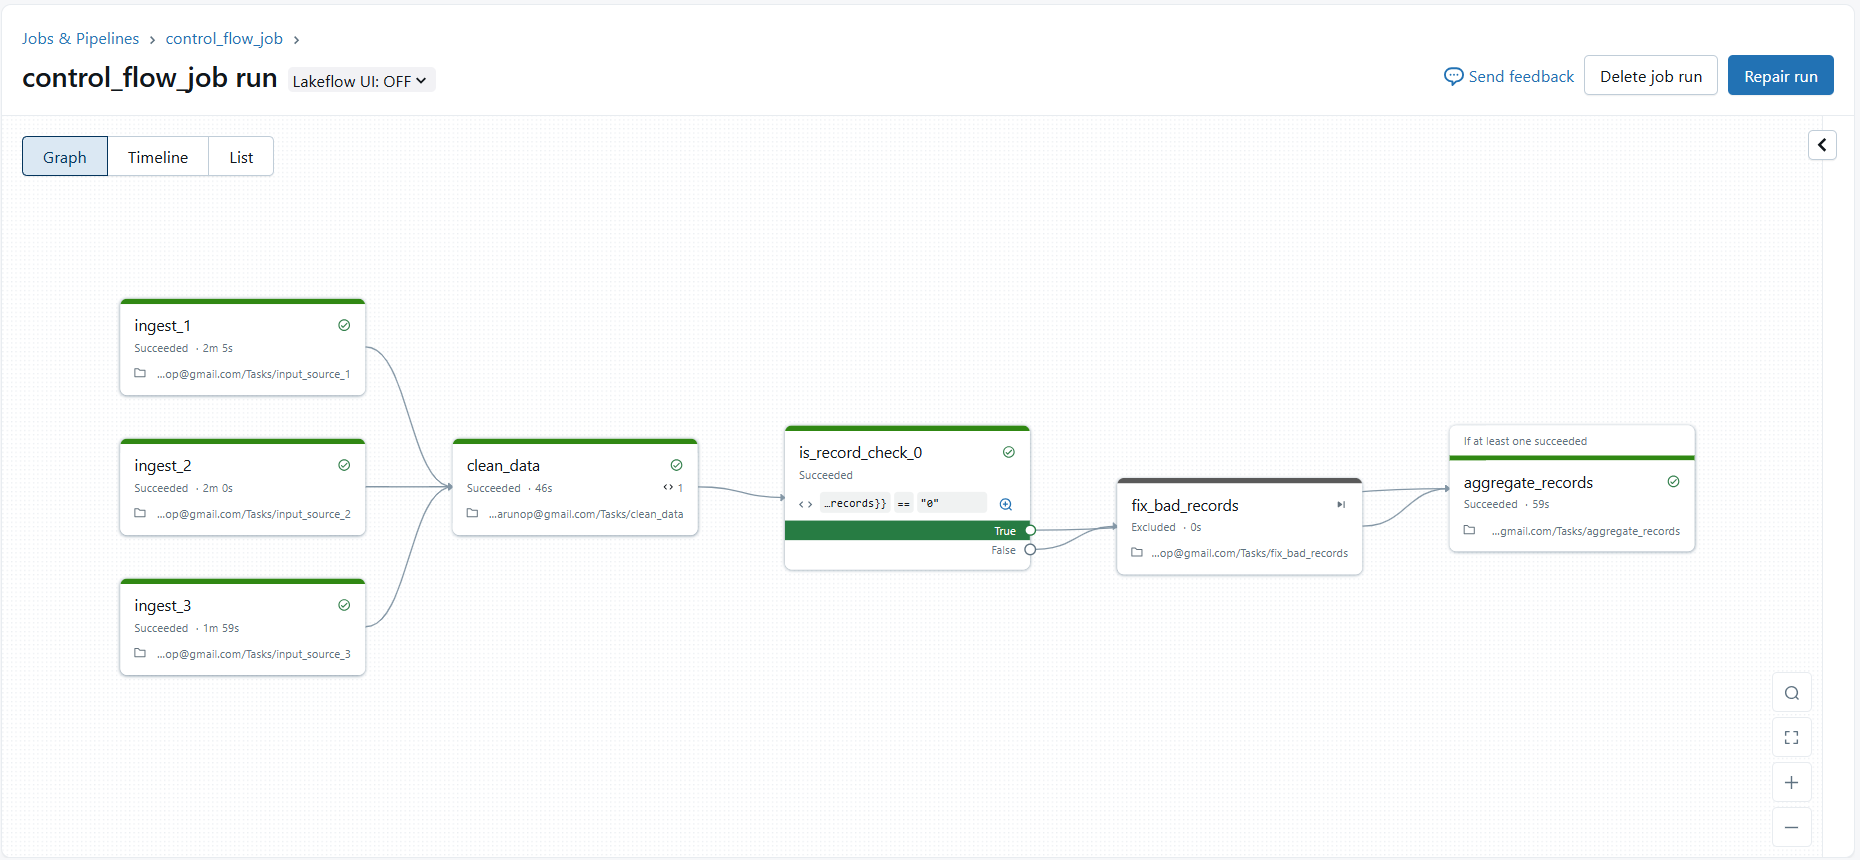 Jobs & Pipelines › control_flow_job ›
control_flow_job run Lakeflow UI: OFF
Send feedback Delete job run Repair run
Graph Timeline List
ingest_1
Succeeded · 2m 5s
...op@gmail.com/Tasks/input_source_1
ingest_2
Succeeded · 2m 0s
...op@gmail.com/Tasks/input_source_2
ingest_3
Succeeded · 1m 59s
...op@gmail.com/Tasks/input_source_3
clean_data
Succeeded · 46s <> 1
...arunop@gmail.com/Tasks/clean_data
is_record_check_0
Succeeded
<> ...records}} == "0"
True
False
fix_bad_records
Excluded · 0s
...op@gmail.com/Tasks/fix_bad_records
If at least one succeeded
aggregate_records
Succeeded · 59s
...gmail.com/Tasks/aggregate_records